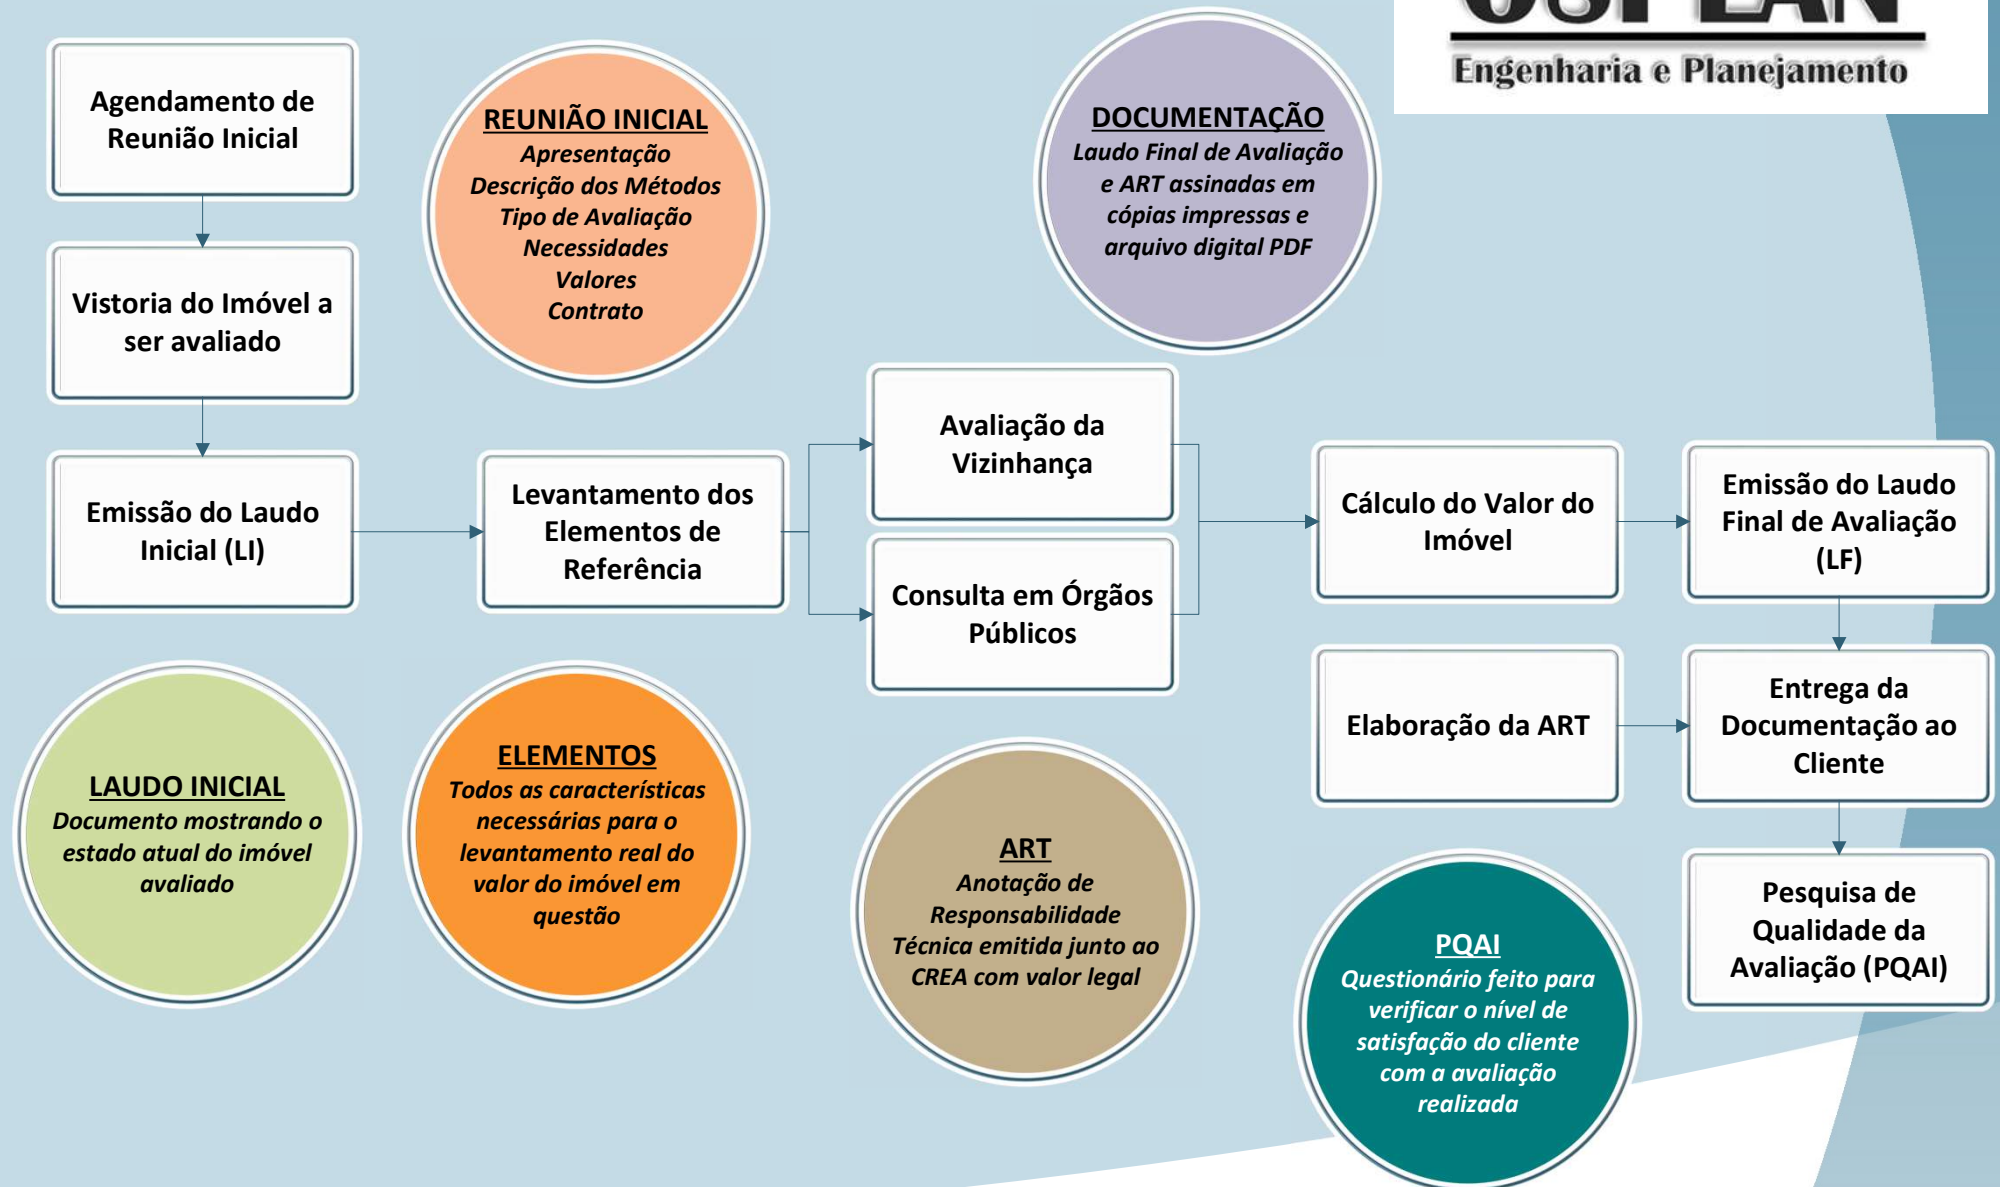 Engenharia e Planejamento
Agendamento de
Reunião Inicial
REUNIÃO INICIAL
Apresentação
Descrição dos Métodos
Tipo de Avaliação
Necessidades
Valores
Contrato
DOCUMENTAÇÃO
Laudo Final de Avaliação
e ART assinadas em
cópias impressas e
arquivo digital PDF
Vistoria do Imóvel a
ser avaliado
Emissão do Laudo
Inicial (LI)
Levantamento dos
Elementos de
Referência
Avaliação da
Vizinhança
Consulta em Órgãos
Públicos
Cálculo do Valor do
Imóvel
Emissão do Laudo
Final de Avaliação
(LF)
Elaboração da ART
Entrega da
Documentação ao
Cliente
Pesquisa de
Qualidade da
Avaliação (PQAI)
LAUDO INICIAL
Documento mostrando o
estado atual do imóvel
avaliado
ELEMENTOS
Todos as características
necessárias para o
levantamento real do
valor do imóvel em
questão
ART
Anotação de
Responsabilidade
Técnica emitida junto ao
CREA com valor legal
PQAI
Questionário feito para
verificar o nível de
satisfação do cliente
com a avaliação
realizada